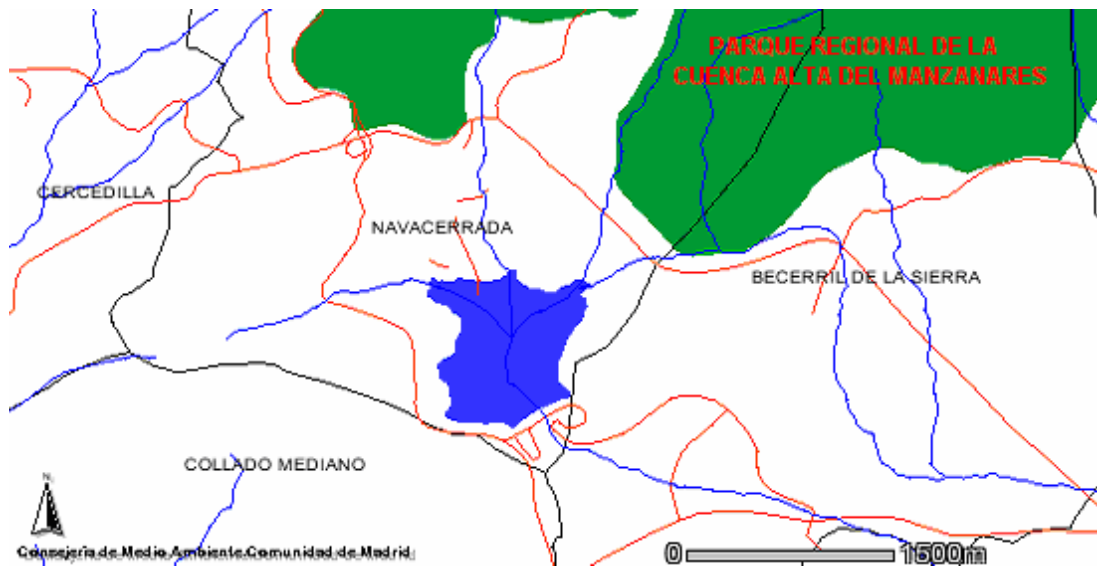 PARQUE REGIONAL DE LA
CUENCA ALTA DEL MANZANARES
CERCEDILLA
NAVACERRADA
BECERRIL DE LA SIERRA
COLLADO MEDIANO
N
Consejería de Medio Ambiente.Comunidad de Madrid
0 1500m